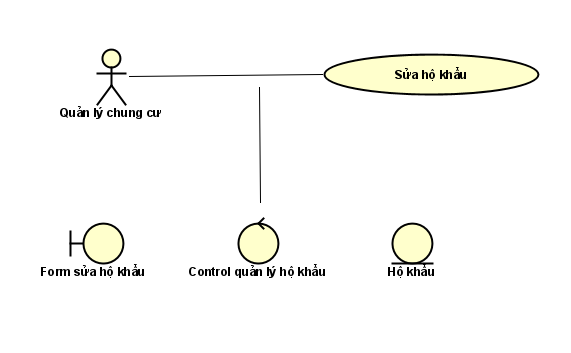 Sửa hộ khẩu
Quản lý chung cư
Form sửa hộ khẩu
Control quản lý hộ khẩu
Hộ khẩu